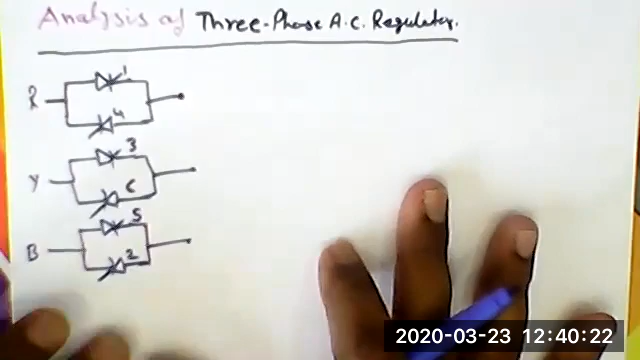 Analysis of Three-Phase A.C. Regulator.
R 1
4
Y 3
6
B 5
2
2020-03-23 12:40:22